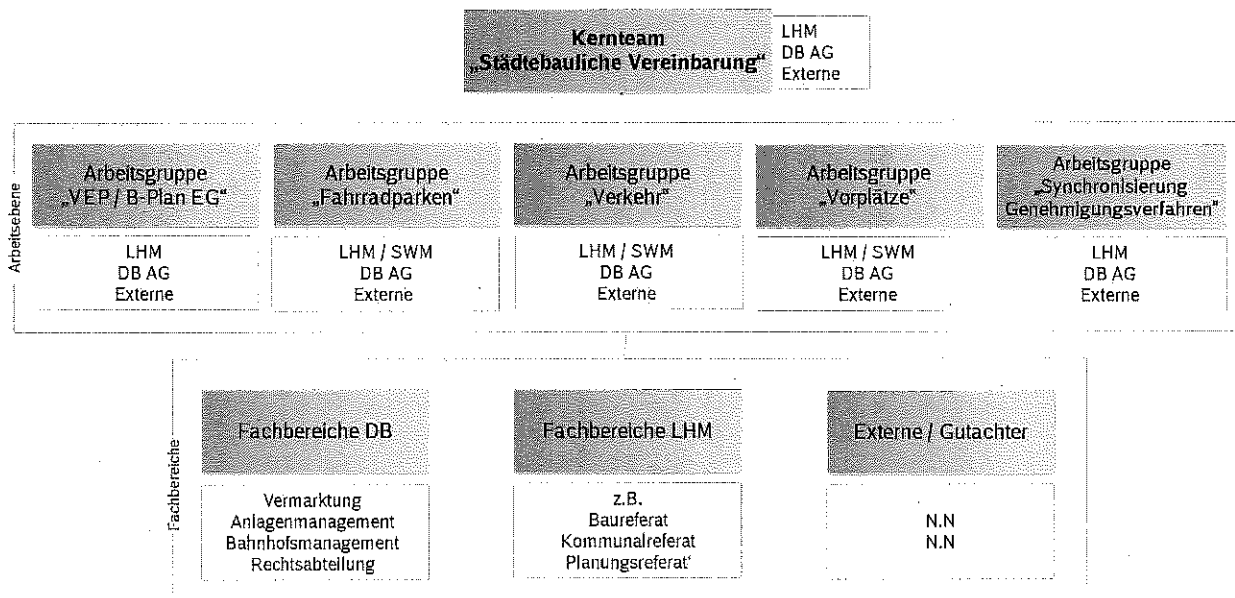 Kernteam
„Städtebauliche Vereinbarung“
LHM
DB AG
Externe
Arbeitsebene
Arbeitsgruppe
„VEP / B-Plan EG“
LHM
DB AG
Externe
Arbeitsgruppe
„Fahrradparken“
LHM / SWM
DB AG
Externe
Arbeitsgruppe
„Verkehr“
LHM / SWM
DB AG
Externe
Arbeitsgruppe
„Vorplätze“
LHM / SWM
DB AG
Externe
Arbeitsgruppe
„Synchronisierung
Genehmigungsverfahren“
LHM
DB AG
Externe
Fachbereiche
Fachbereiche DB
Vermarktung
Anlagenmanagement
Bahnhofsmanagement
Rechtsabteilung
Fachbereiche LHM
z.B.
Baureferat
Kommunalreferat
Planungsreferat
Externe / Gutachter
N.N
N.N